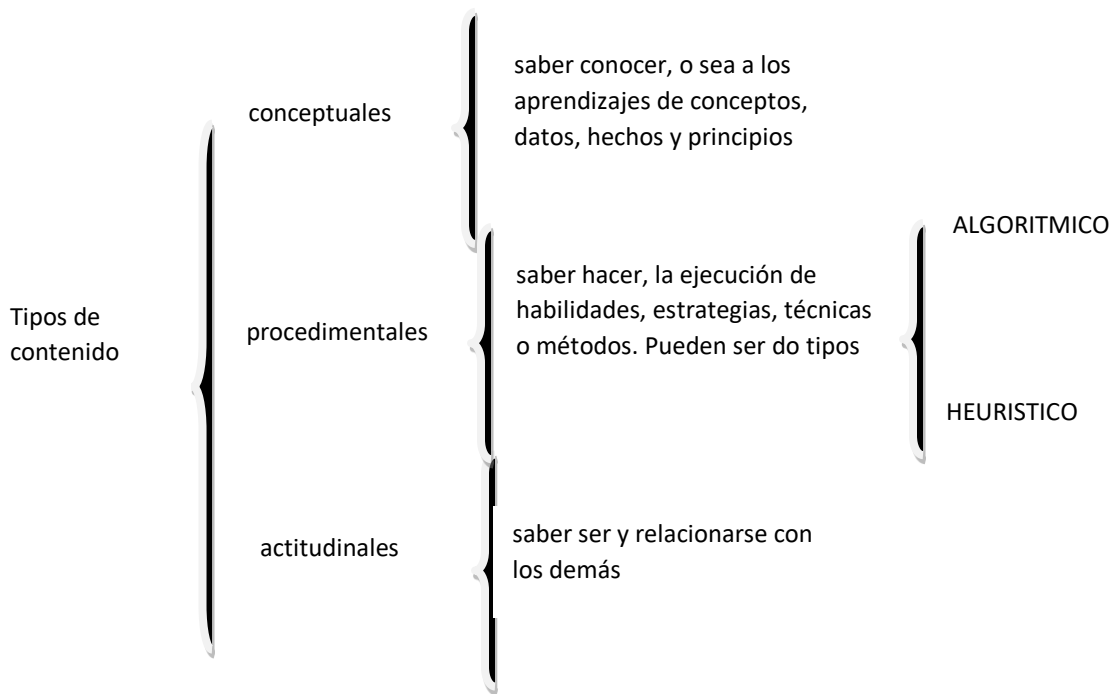 conceptuales
saber conocer, o sea a los
aprendizajes de conceptos,
datos, hechos y principios
Tipos de
contenido
procedimentales
saber hacer, la ejecución de
habilidades, estrategias, técnicas
o métodos. Pueden ser do tipos
ALGORITMICO
HEURISTICO
actitudinales
saber ser y relacionarse con
los demás